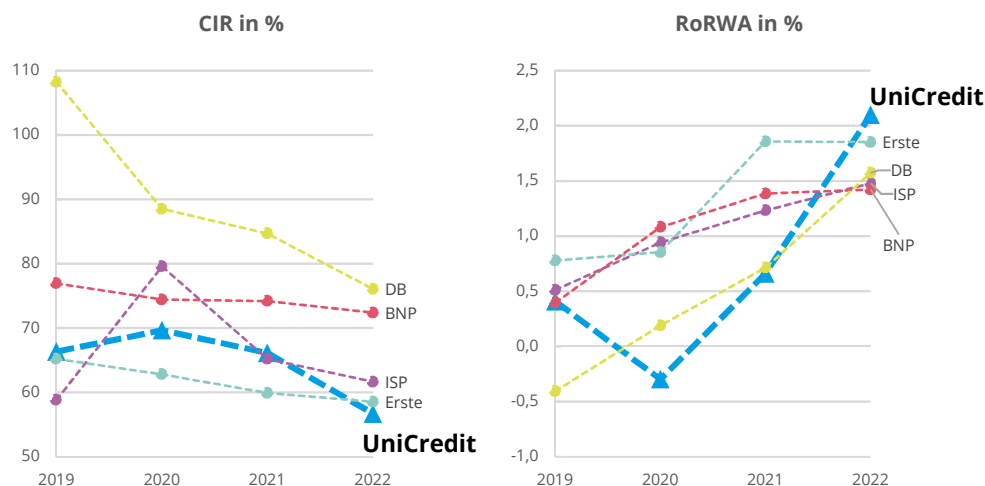 CIR in %
110
100
90
80
70
60
50
2019
2020
2021
2022
DB
BNP
ISP
Erste
UniCredit
RoRWA in %
2,5
2,0
1,5
1,0
0,5
0,0
-0,5
-1,0
2019
2020
2021
2022
UniCredit
Erste
DB
ISP
BNP